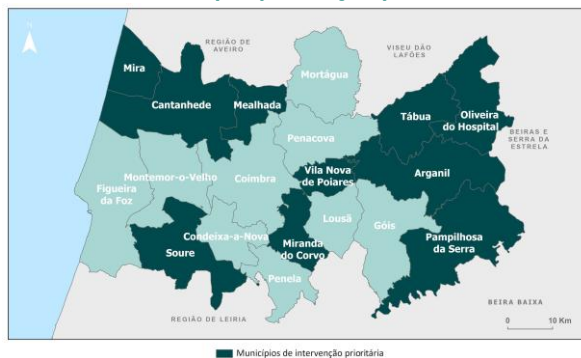 REGIÃO DE
AVEIRO
VISEU DÃO
LAFÕES
Mira
Mortágua
Cantanhede
Mealhada
Tábua
Oliveira
do Hospital
Penacova
BEIRAS E
SERRA DA
ESTRELA
Vila Nova
de Poiares
Arganil
Montemor-o-Velho
Coimbra
Figueira
da Foz
Lousã
Góis
Condeixa-a-Nova
Soure
Miranda
do Corvo
Pampilhosa
da Serra
Penela
BEIRA BAIXA
REGIÃO DE LEIRIA
0 10 Km
Municípios de intervenção prioritária